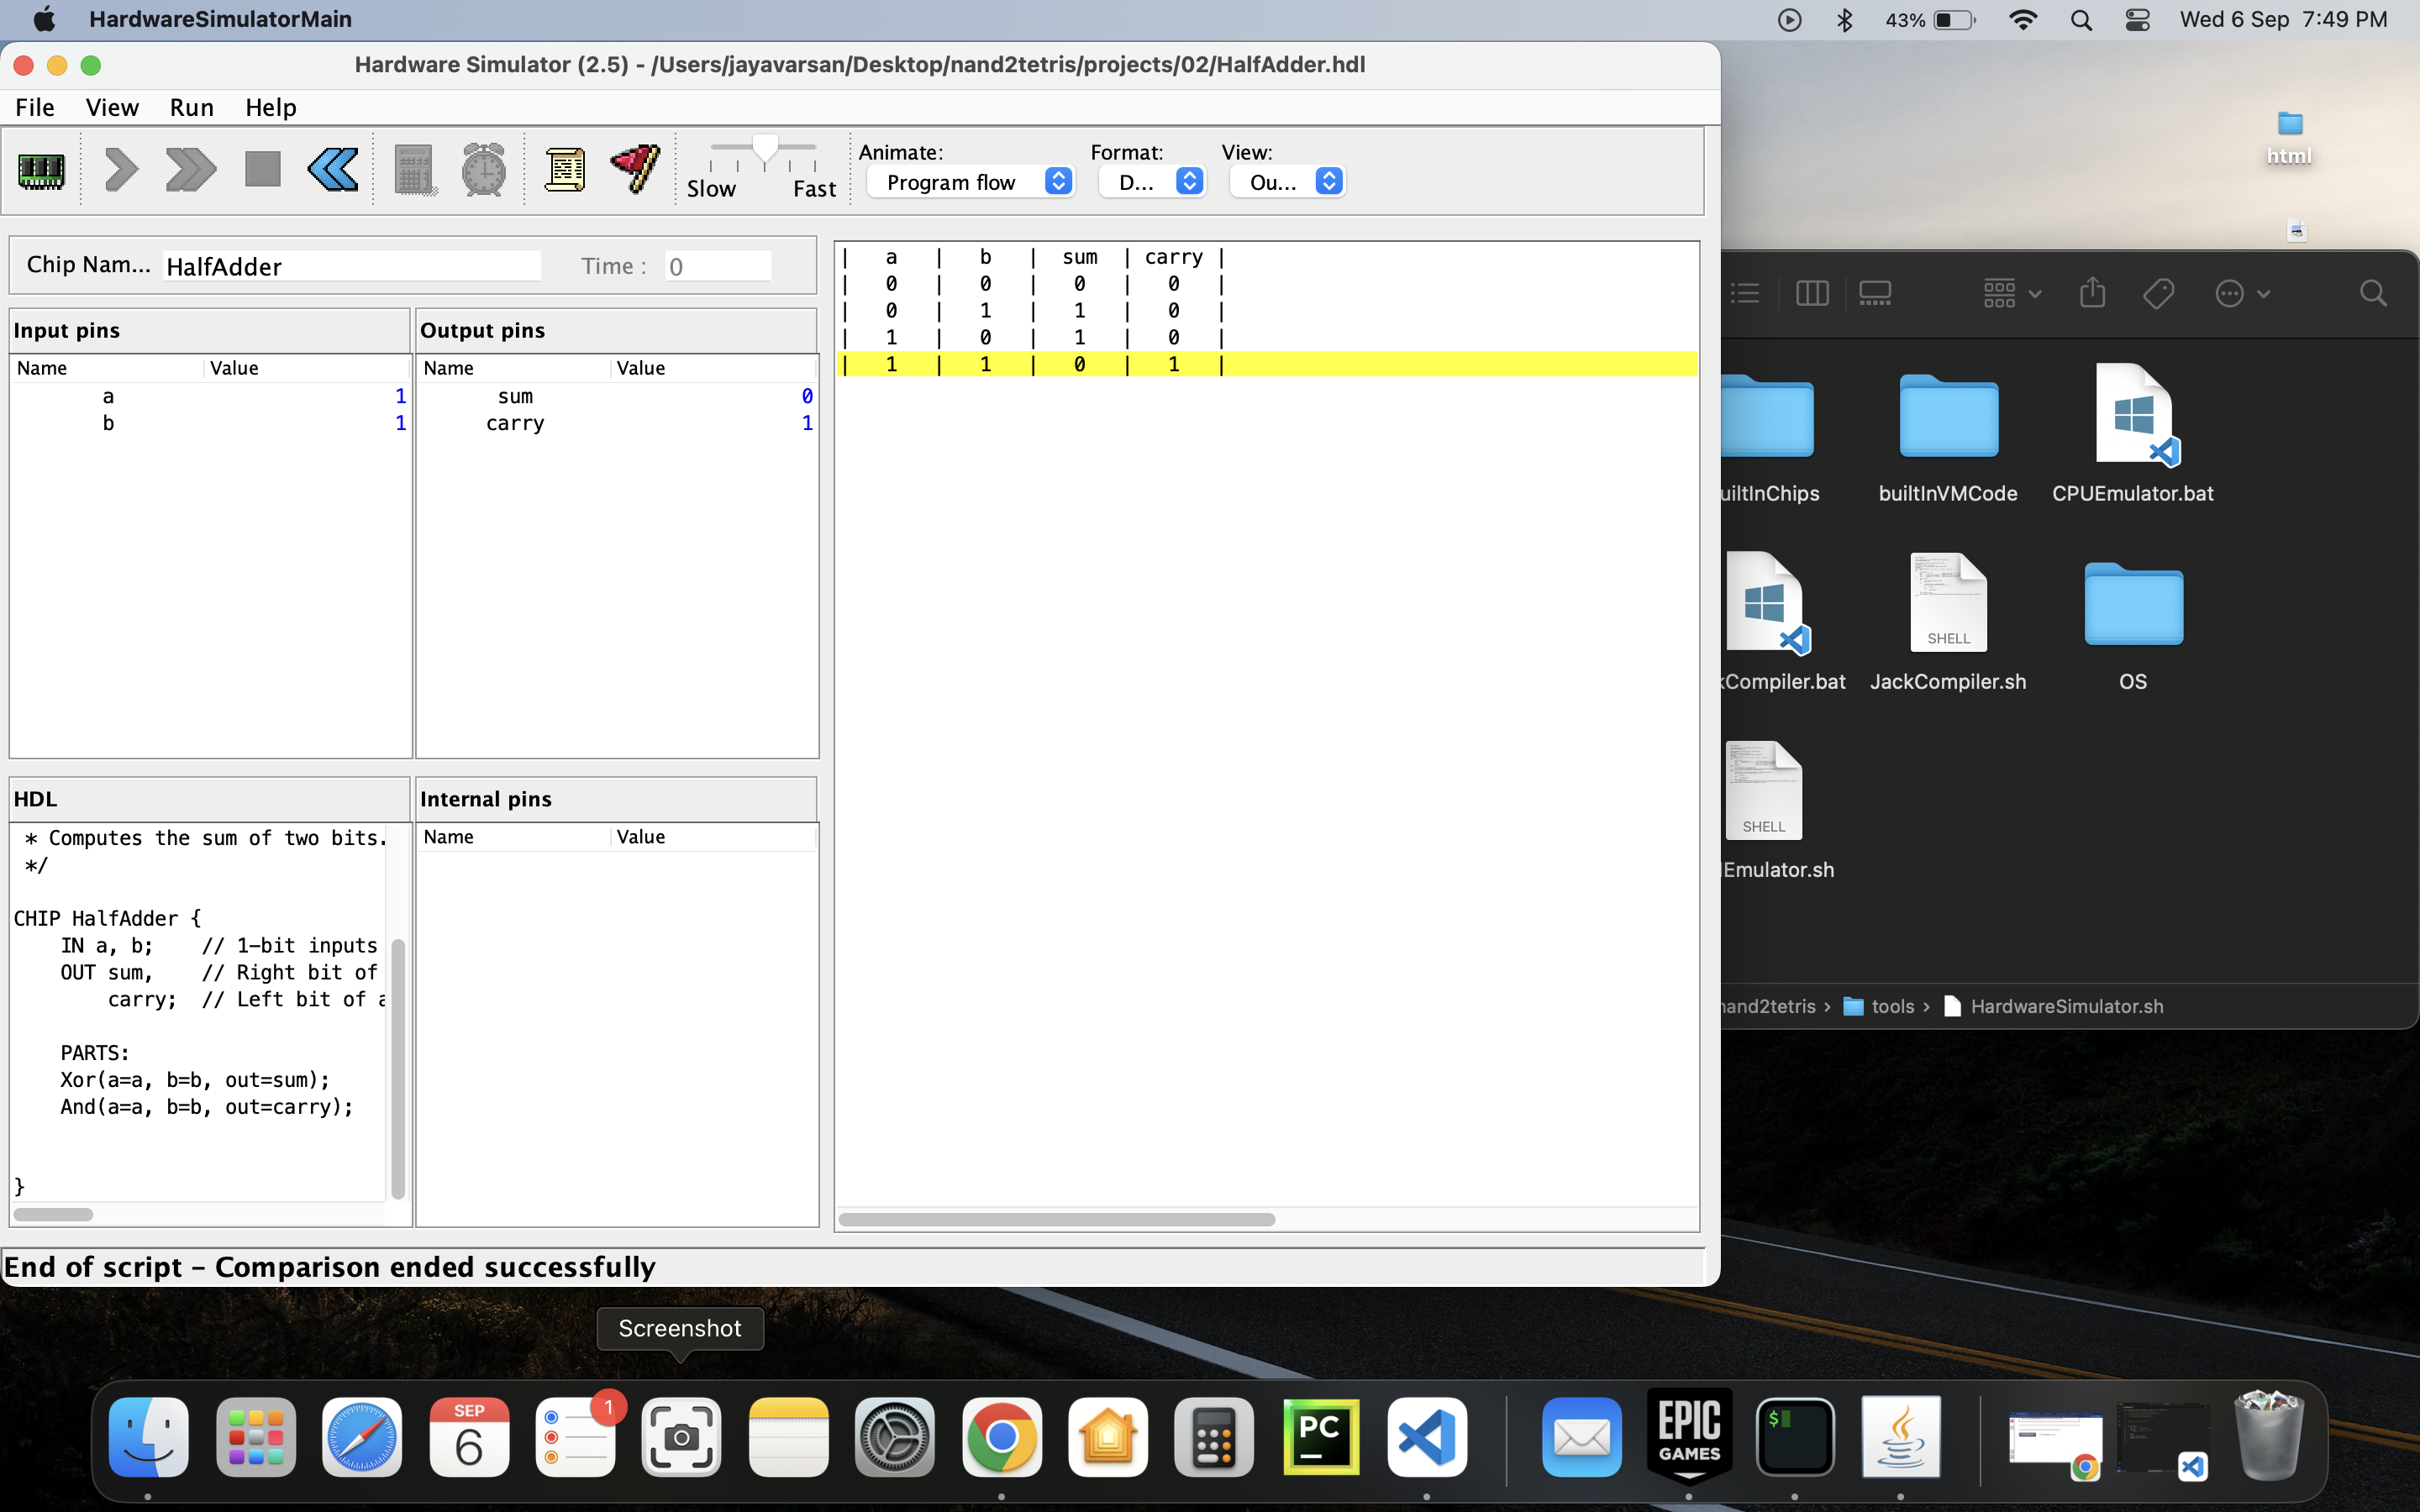 HardwareSimulatorMain
43%
Wed 6 Sep 7:49 PM
Hardware Simulator (2.5) - /Users/jayavarsan/Desktop/nand2tetris/projects/02/HalfAdder.hdl
File View Run Help
Slow Fast
Animate: Format: View:
Program flow D... Ou...
Chip Nam... HalfAdder Time : 0
Input pins
Name Value
a 1
b 1
Output pins
Name Value
sum 0
carry 1
| a | b | sum | carry |
| 0 | 0 | 0 | 0 |
| 0 | 1 | 1 | 0 |
| 1 | 0 | 1 | 0 |
| 1 | 1 | 0 | 1 |
HDL
* Computes the sum of two bits.
*/
CHIP HalfAdder {
IN a, b; // 1-bit inputs
OUT sum, // Right bit of
carry; // Left bit of a
PARTS:
Xor(a=a, b=b, out=sum);
And(a=a, b=b, out=carry);
}
Internal pins
Name Value
End of script - Comparison ended successfully
html
uiltInChips builtInVMCode CPUEmulator.bat
SHELL
kCompiler.bat JackCompiler.sh OS
SHELL
Emulator.sh
nand2tetris › tools › HardwareSimulator.sh
Screenshot
SEP
6
1
PC
EPIC
GAMES
$